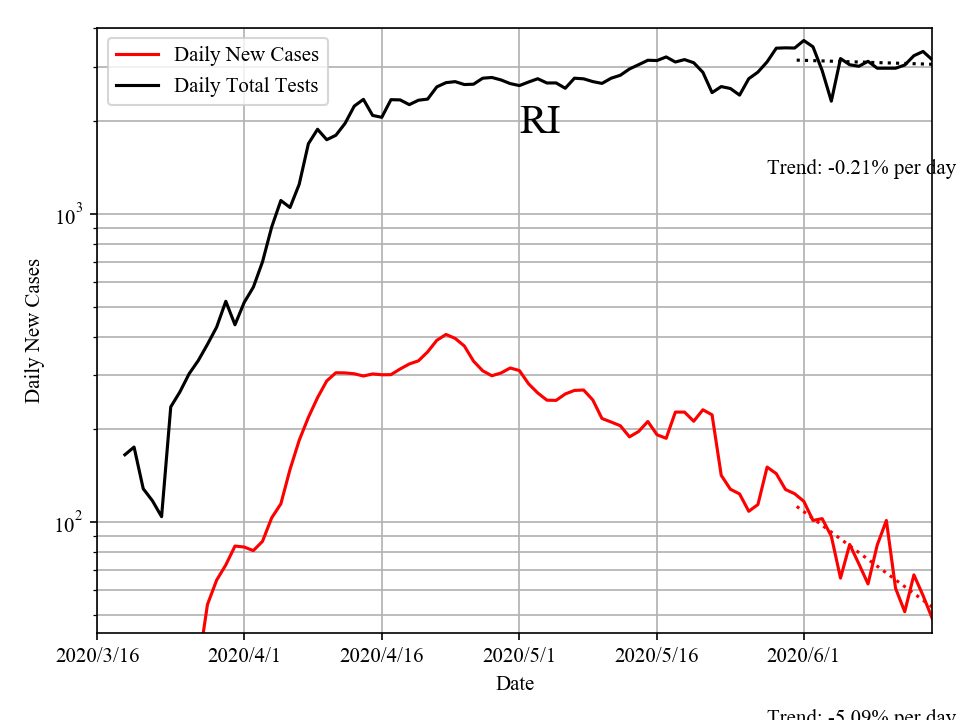 Daily New Cases
Daily Total Tests
RI
Trend: -0.21% per day
10^3
10^2
Daily New Cases
2020/3/16 2020/4/1 2020/4/16 2020/5/1 2020/5/16 2020/6/1
Date
Trend: -5.09% per day